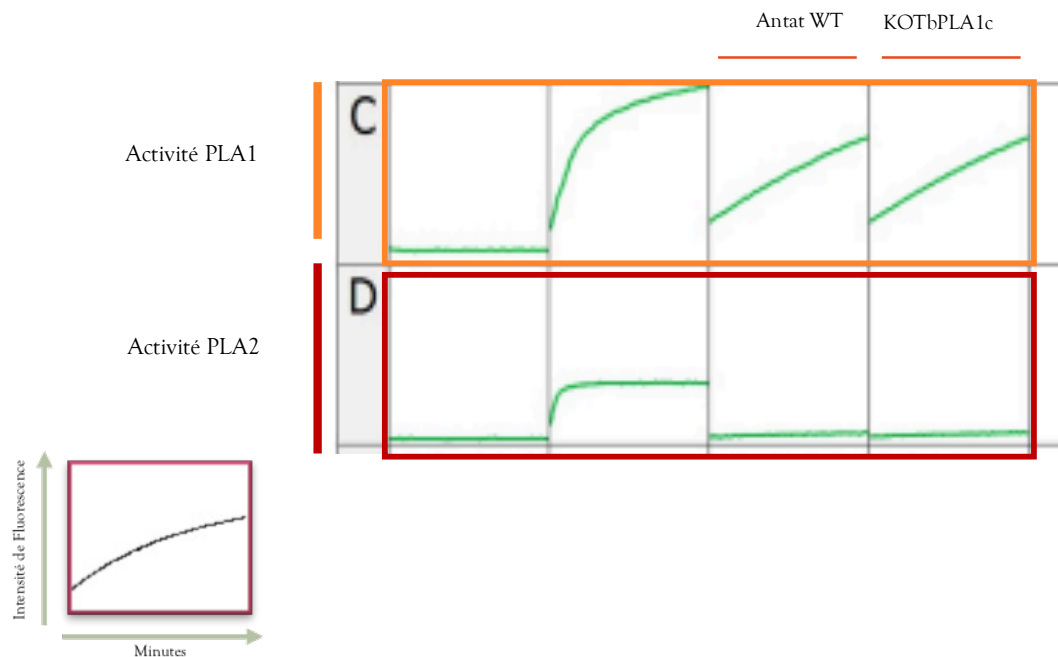 Antat WT
KOTbPLA1c
C
Activité PLA1
D
Activité PLA2
Intensité de Fluorescence
Minutes